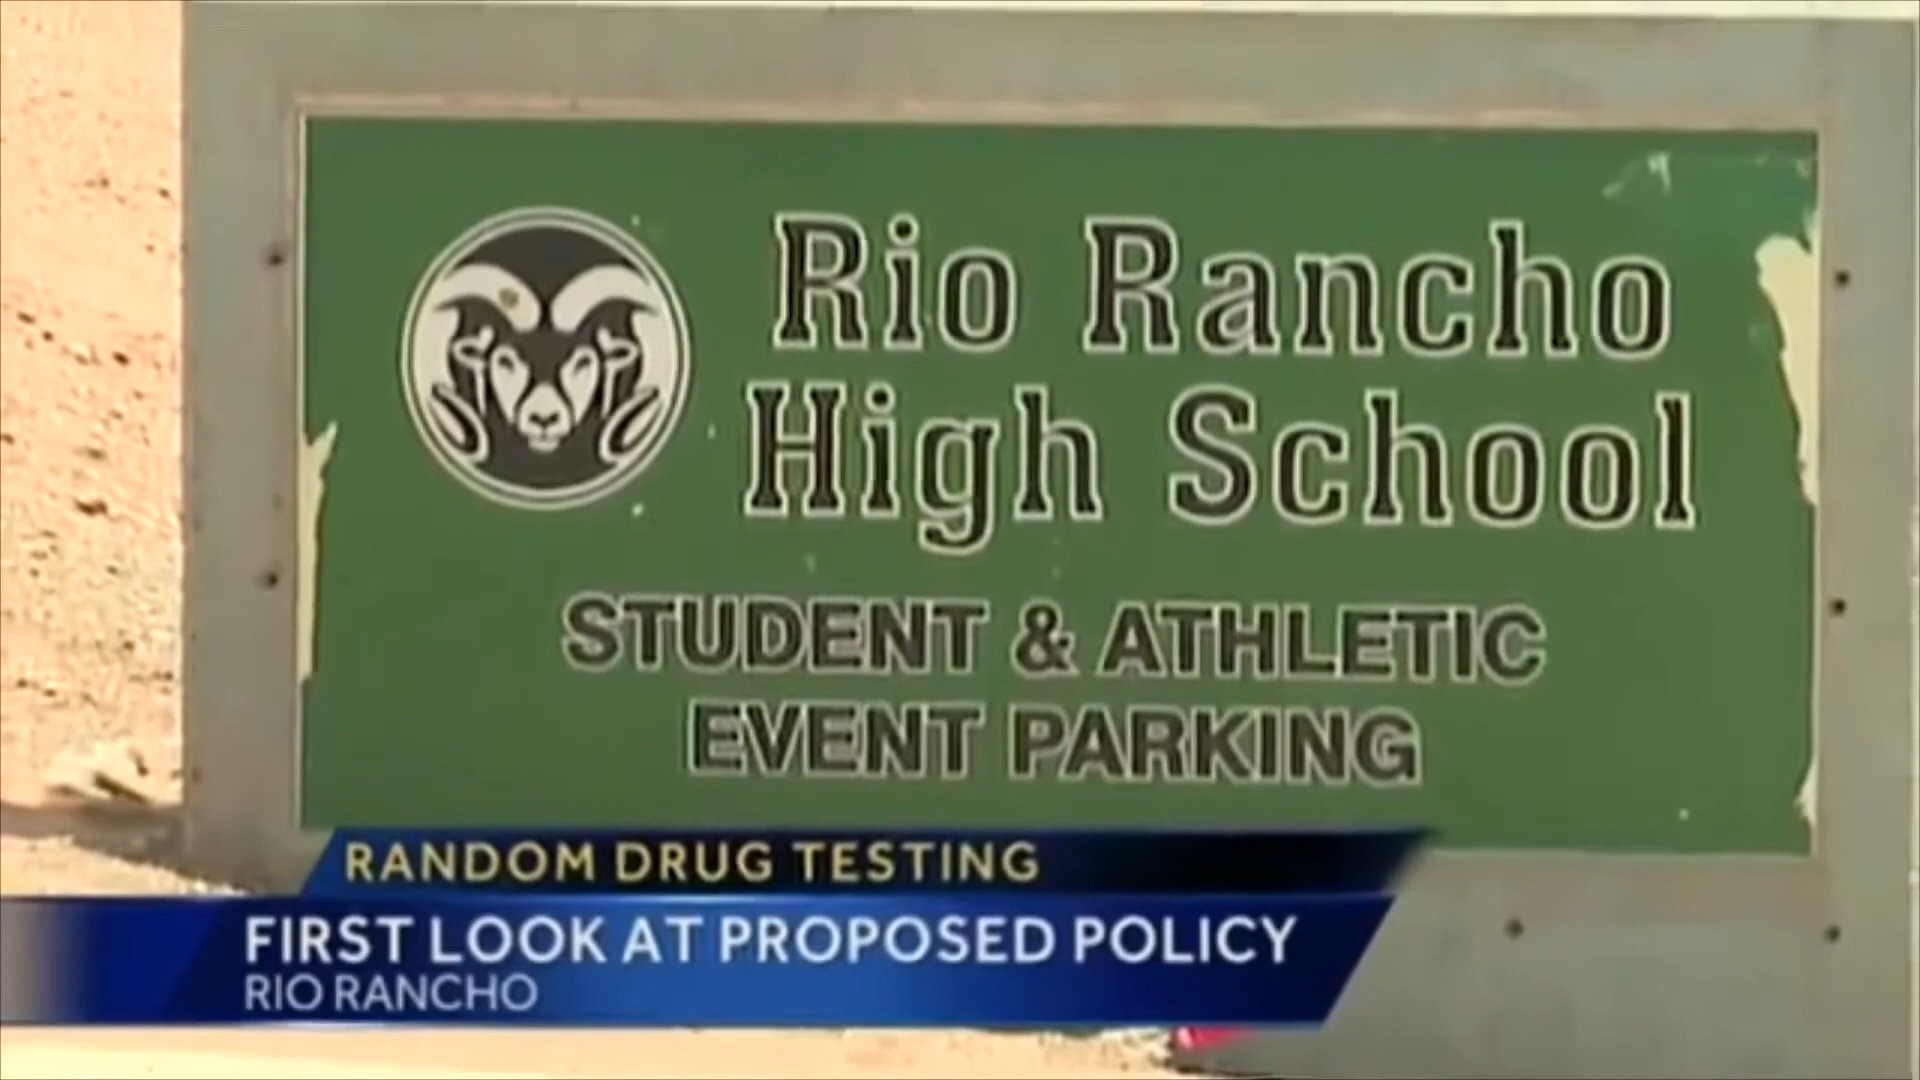 Rio Rancho
High School
STUDENT & ATHLETIC
EVENT PARKING
RANDOM DRUG TESTING
FIRST LOOK AT PROPOSED POLICY
RIO RANCHO